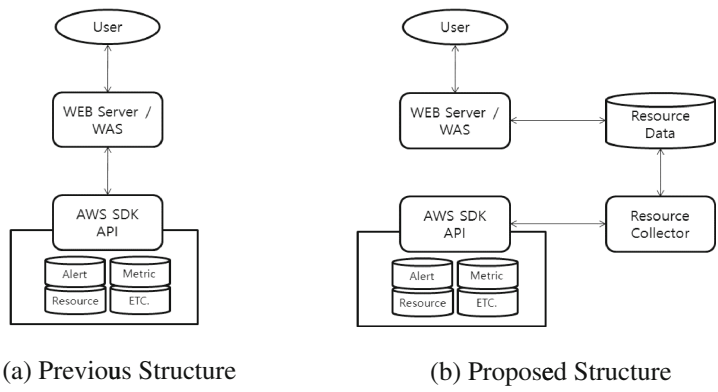 User
WEB Server /
WAS
AWS SDK
API
Alert
Metric
Resource
ETC.
(a) Previous Structure
User
WEB Server /
WAS
Resource
Data
AWS SDK
API
Resource
Collector
Alert
Metric
Resource
ETC.
(b) Proposed Structure